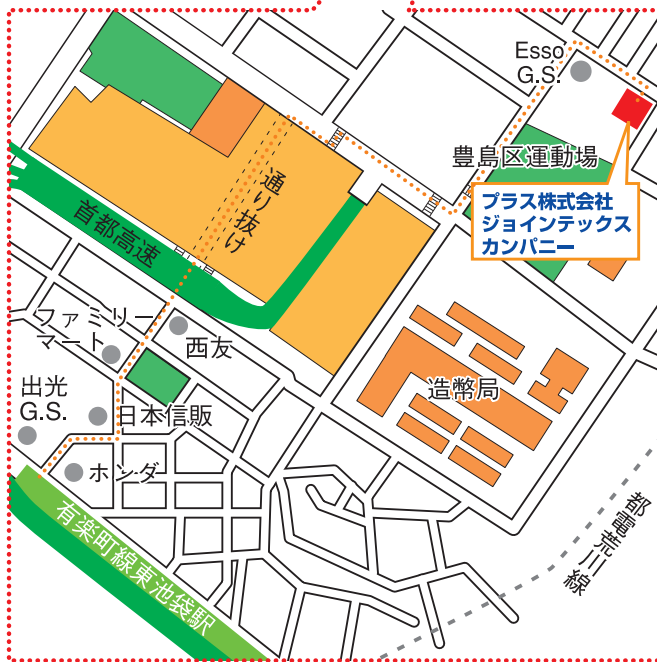 Esso
G.S.
豊島区運動場
プラス株式会社
ジョインテックス
カンパニー
通り抜け
首都高速
ファミリー
マート
西友
出光
G.S.
日本信販
造幣局
ホンダ
都電荒川線
有楽町線東池袋駅